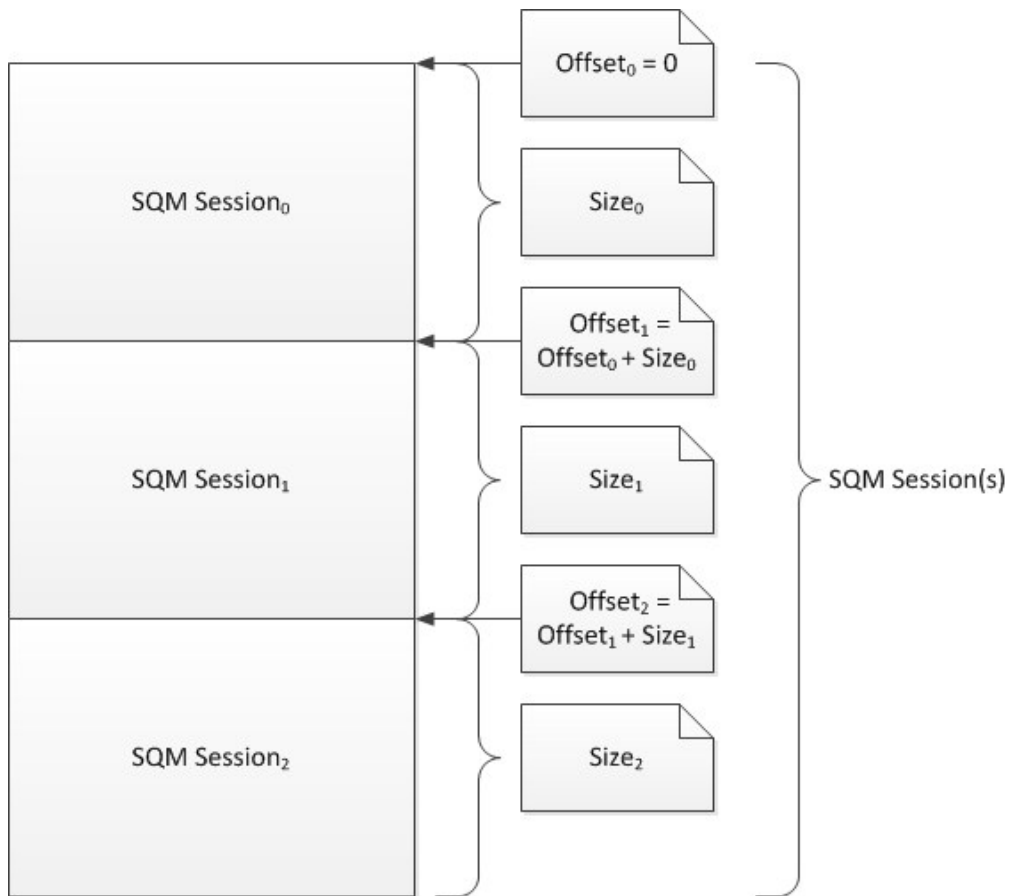 Offset₀ = 0
SQM Session₀
Size₀
Offset₁ =
Offset₀ + Size₀
SQM Session₁
Size₁
SQM Session(s)
Offset₂ =
Offset₁ + Size₁
SQM Session₂
Size₂